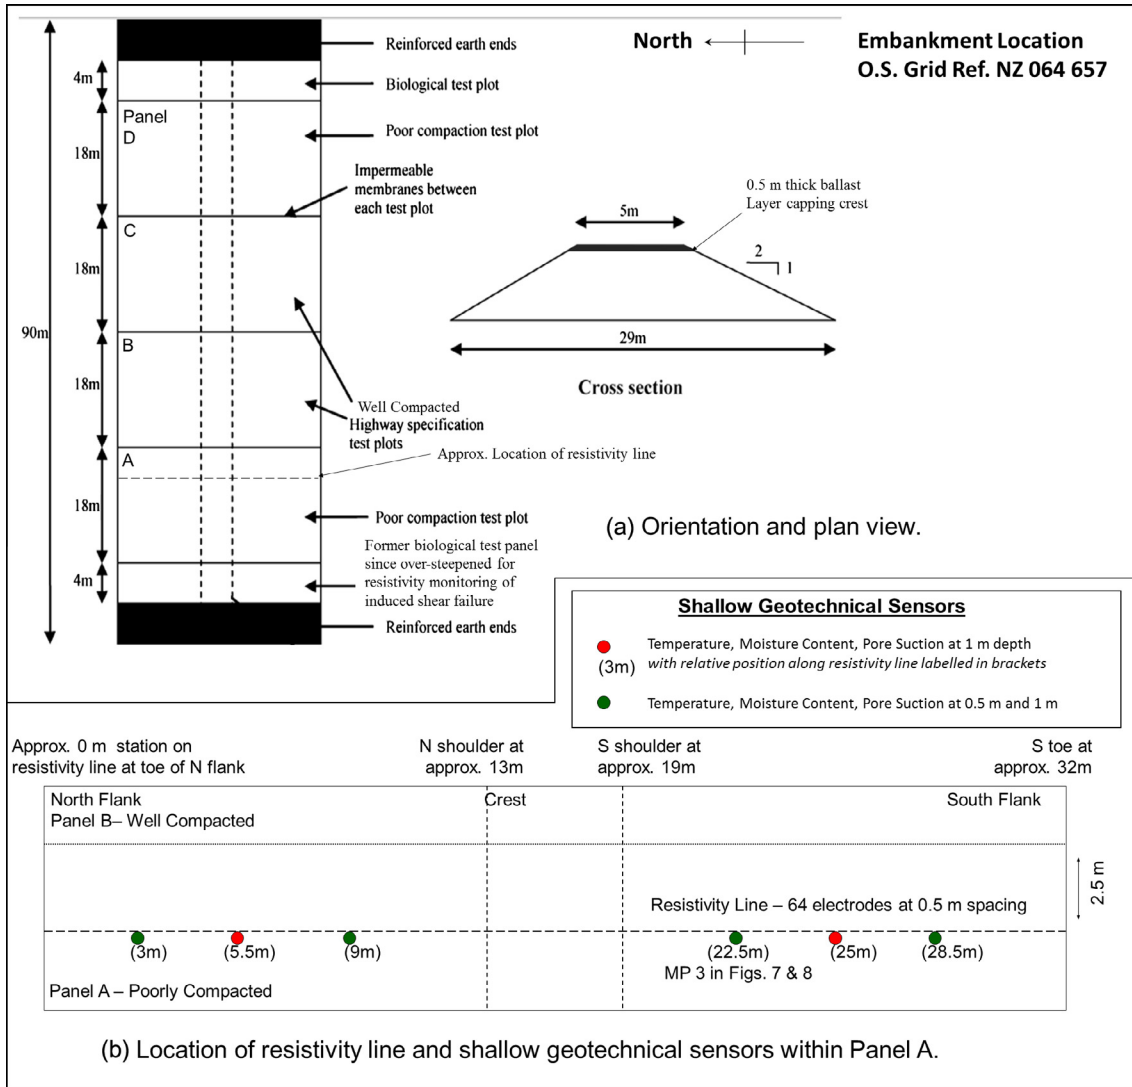 Reinforced earth ends
North
Embankment Location
O.S. Grid Ref. NZ 064 657
4m
Biological test plot
Panel
D
Poor compaction test plot
18m
Impermeable
membranes between
each test plot
0.5 m thick ballast
Layer capping crest
5m
2
1
C
18m
90m
29m
B
18m
Cross section
Well Compacted
Highway specification
test plots
A
Approx. Location of resistivity line
18m
Poor compaction test plot
(a) Orientation and plan view.
Former biological test panel
since over-steepened for
resistivity monitoring of
induced shear failure
4m
Reinforced earth ends
Shallow Geotechnical Sensors
Temperature, Moisture Content, Pore Suction at 1 m depth
(3m) with relative position along resistivity line labelled in brackets
Temperature, Moisture Content, Pore Suction at 0.5 m and 1 m
Approx. 0 m station on
resistivity line at toe of N flank
N shoulder at
approx. 13m
S shoulder at
approx. 19m
S toe at
approx. 32m
North Flank
Crest
South Flank
Panel B– Well Compacted
2.5 m
Resistivity Line – 64 electrodes at 0.5 m spacing
(3m)
(5.5m)
(9m)
(22.5m)
(25m)
(28.5m)
MP 3 in Figs. 7 & 8
Panel A – Poorly Compacted
(b) Location of resistivity line and shallow geotechnical sensors within Panel A.